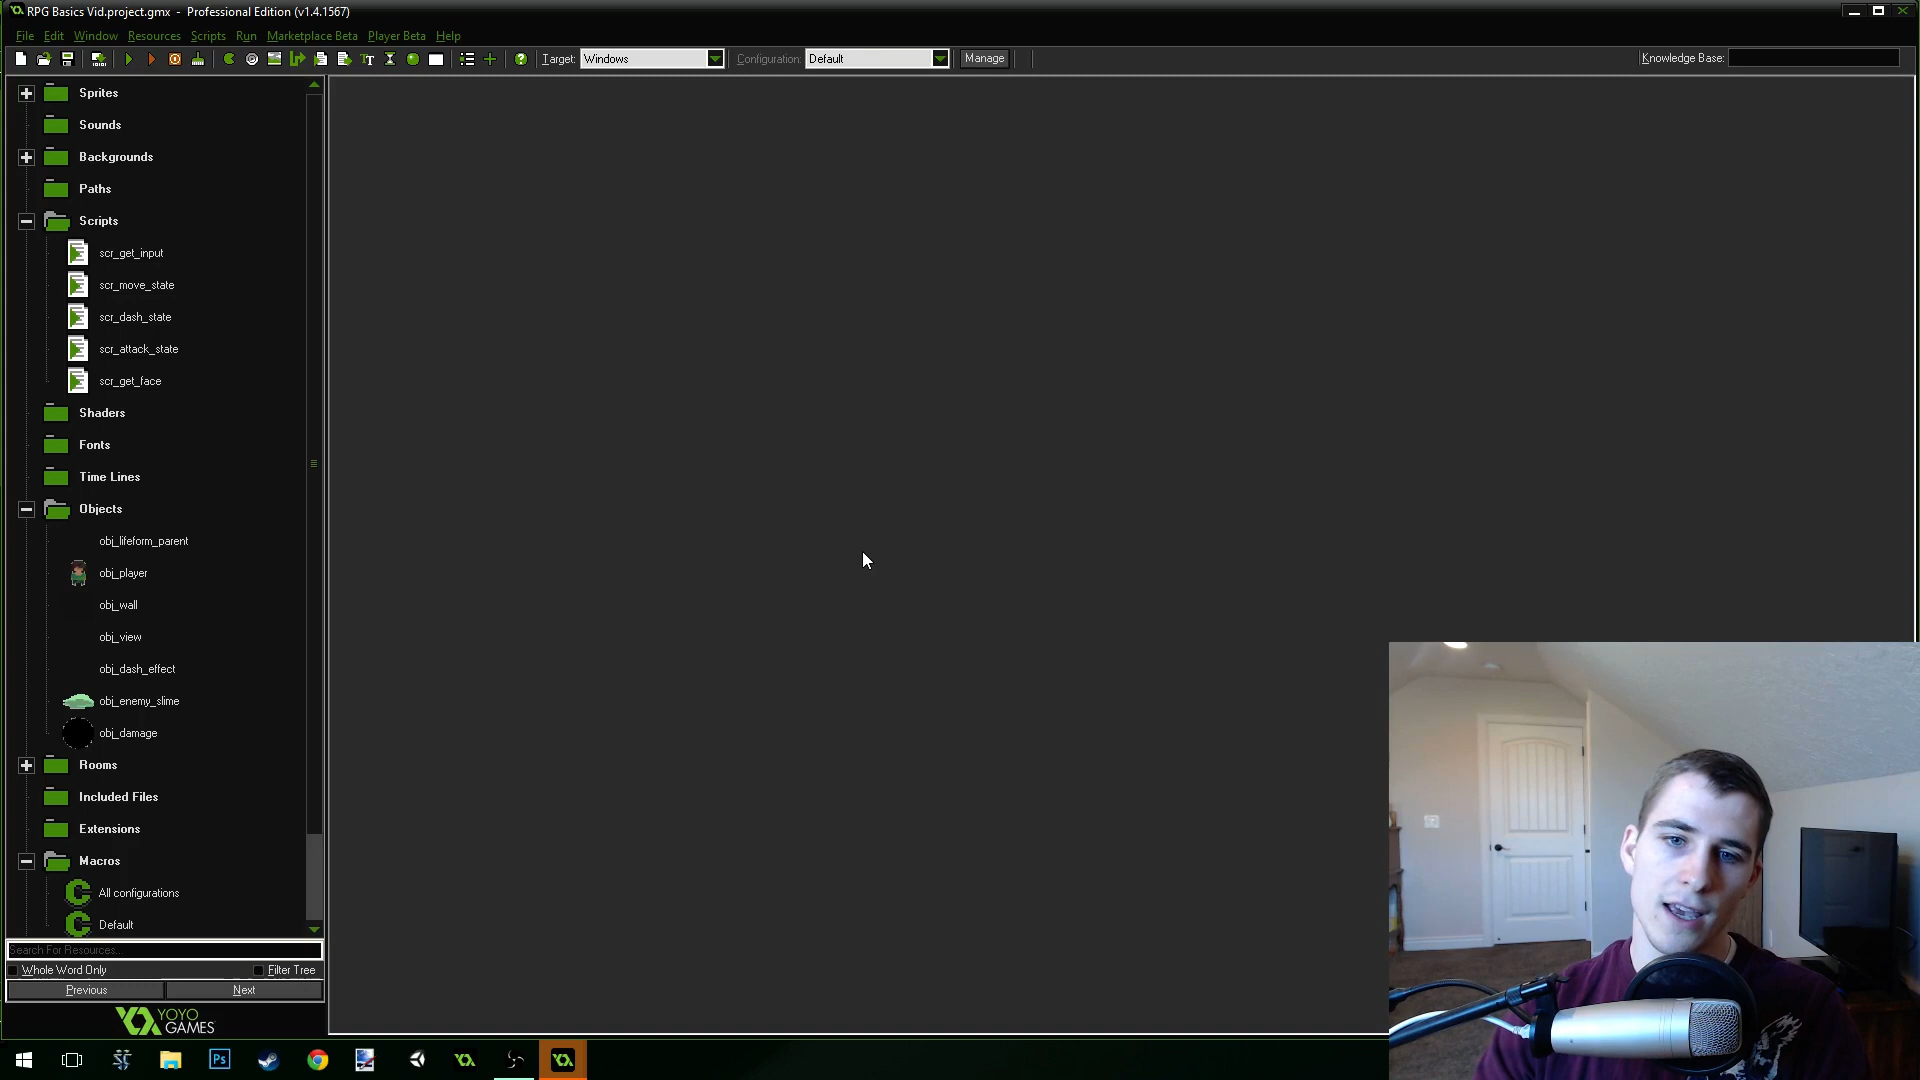 RPG Basics Vid.project.gmx - Professional Edition (v1.4.1567)
File Edit Window Resources Scripts Run Marketplace Beta Player Beta Help
Target: Windows Configuration: Default Manage Knowledge Base:
Sprites
Sounds
Backgrounds
Paths
Scripts
scr_get_input
scr_move_state
scr_dash_state
scr_attack_state
scr_get_face
Shaders
Fonts
Time Lines
Objects
obj_lifeform_parent
obj_player
obj_wall
obj_view
obj_dash_effect
obj_enemy_slime
obj_damage
Rooms
Included Files
Extensions
Macros
All configurations
Default
Search For Resources...
Whole Word Only Filter Tree
Previous Next
YOYO
GAMES
Ps